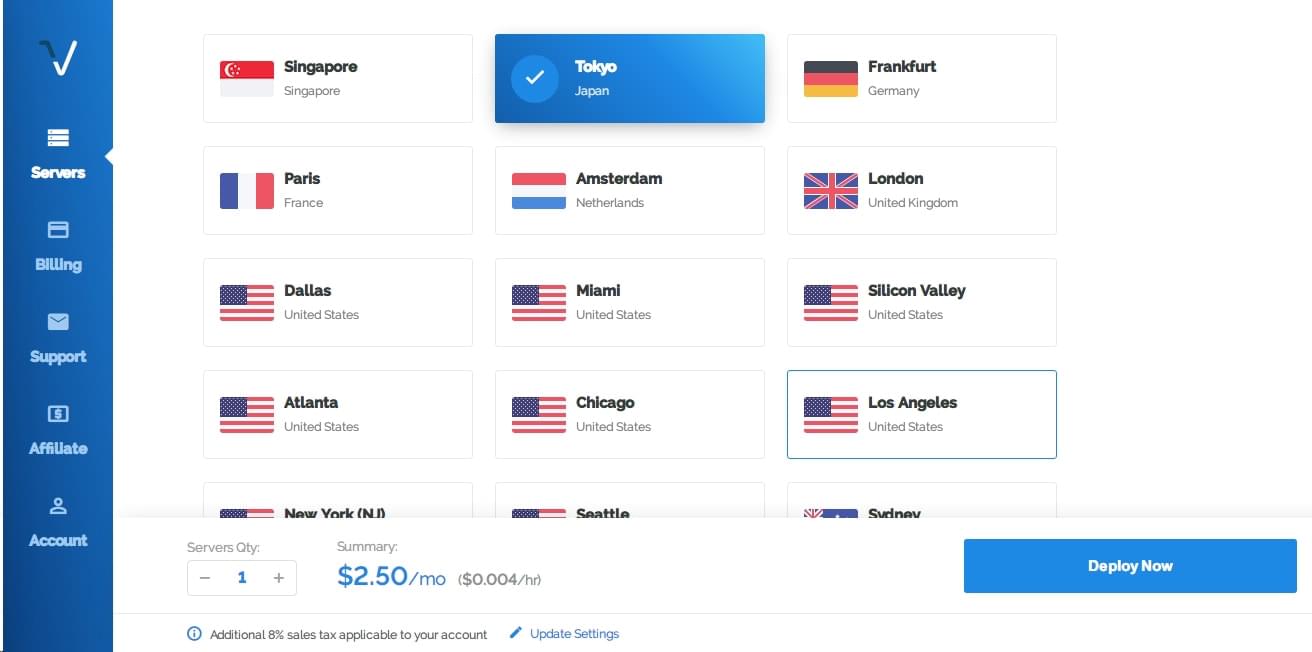 Singapore
Singapore
Tokyo
Japan
Frankfurt
Germany
Servers
Paris
France
Amsterdam
Netherlands
London
United Kingdom
Billing
Dallas
United States
Miami
United States
Silicon Valley
United States
Support
Atlanta
United States
Chicago
United States
Los Angeles
United States
Affiliate
New York (NJ)
Seattle
Sydney
Account
Servers Qty:
1
Summary:
$2.50/mo ($0.004/hr)
Deploy Now
Additional 8% sales tax applicable to your account
Update Settings